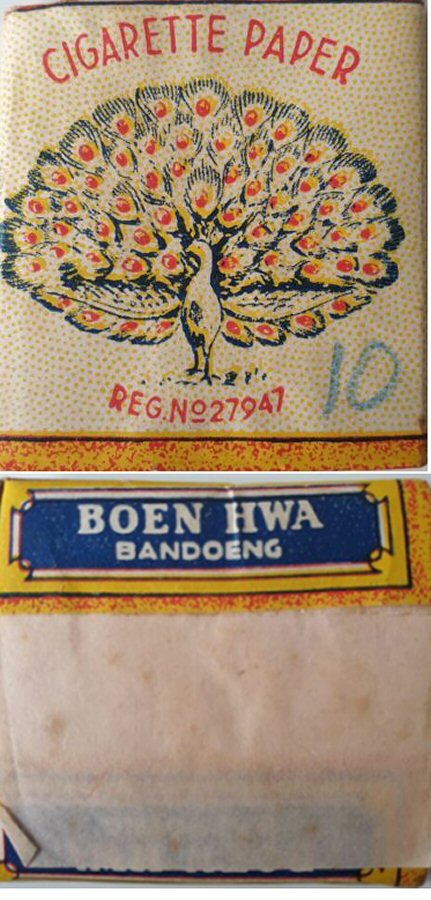 CIGARETTE PAPER
REG.No27947
10
BOEN HWA
BANDOENG